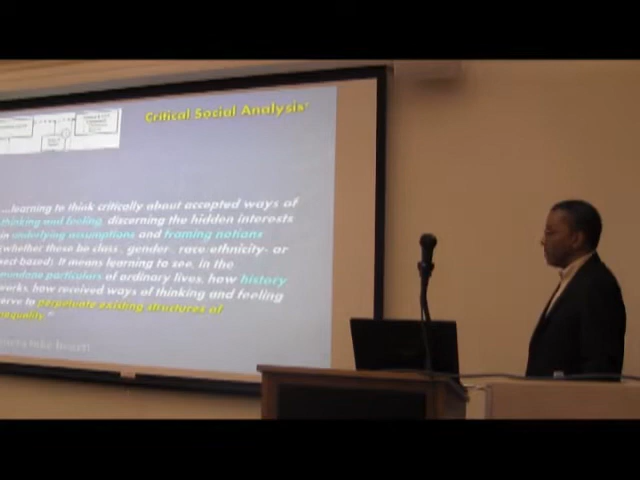 Critical Social Analysis
...learning to think critically about accepted ways of
thinking and feeling, discerning the hidden interests
in underlying assumptions and framing notions
(whether these be class-, gender-, race/ethnicity- or
sect-based). It means learning to see, in the
mundane particulars of ordinary lives, how history
works, how received ways of thinking and feeling
serve to perpetuate existing structures of
inequality."